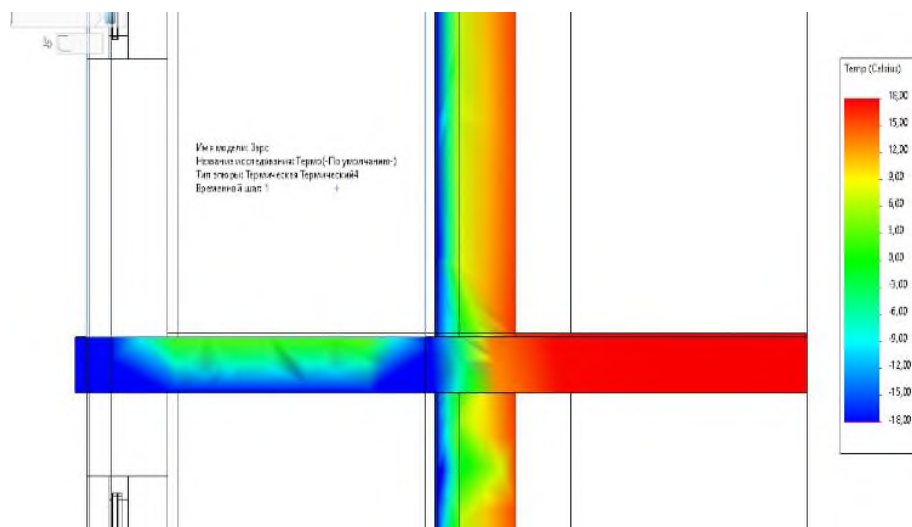 Имя модели: 3эрс
Название исследования: Термо(-По умолчанию-)
Тип эпюры: Термическая Термический4
Временной шаг: 1
Temp (Celsius)
18,00
15,00
12,00
9,00
6,00
3,00
0,00
-3,00
-6,00
-9,00
-12,00
-15,00
-18,00